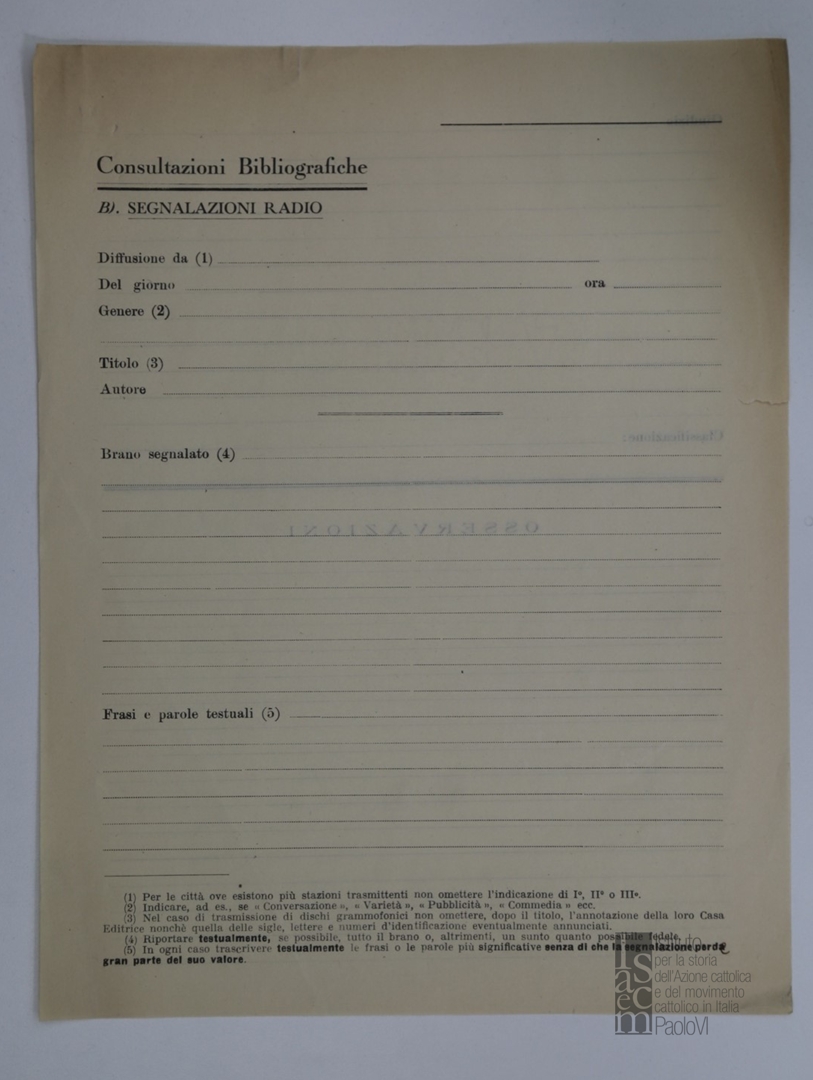 Consultazioni Bibliografiche
B). SEGNALAZIONI RADIO
Diffusione da (1)
Del giorno ora
Genere (2)
Titolo (3)
Autore
Classificazione:
Brano segnalato (4)
OSSERVAZIONI
Frasi e parole testuali (5)
(1) Per le città ove esistono più stazioni trasmittenti non omettere l'indicazione di Iº, IIº o IIIº.
(2) Indicare, ad es., se « Conversazione », « Varietà », « Pubblicità », « Commedia » ecc.
(3) Nel caso di trasmissione di dischi grammofonici non omettere, dopo il titolo, l'annotazione della loro Casa
Editrice nonchè quella delle sigle, lettere e numeri d'identificazione eventualmente annunciati.
(4) Riportare testualmente, se possibile, tutto il brano o, altrimenti, un sunto quanto possibile fedele.
(5) In ogni caso trascrivere testualmente le frasi o le parole più significative senza di che la segnalazione perde
gran parte del suo valore.
per la storia
dell'Azione cattolica
e del movimento
cattolico in Italia
PaoloVI